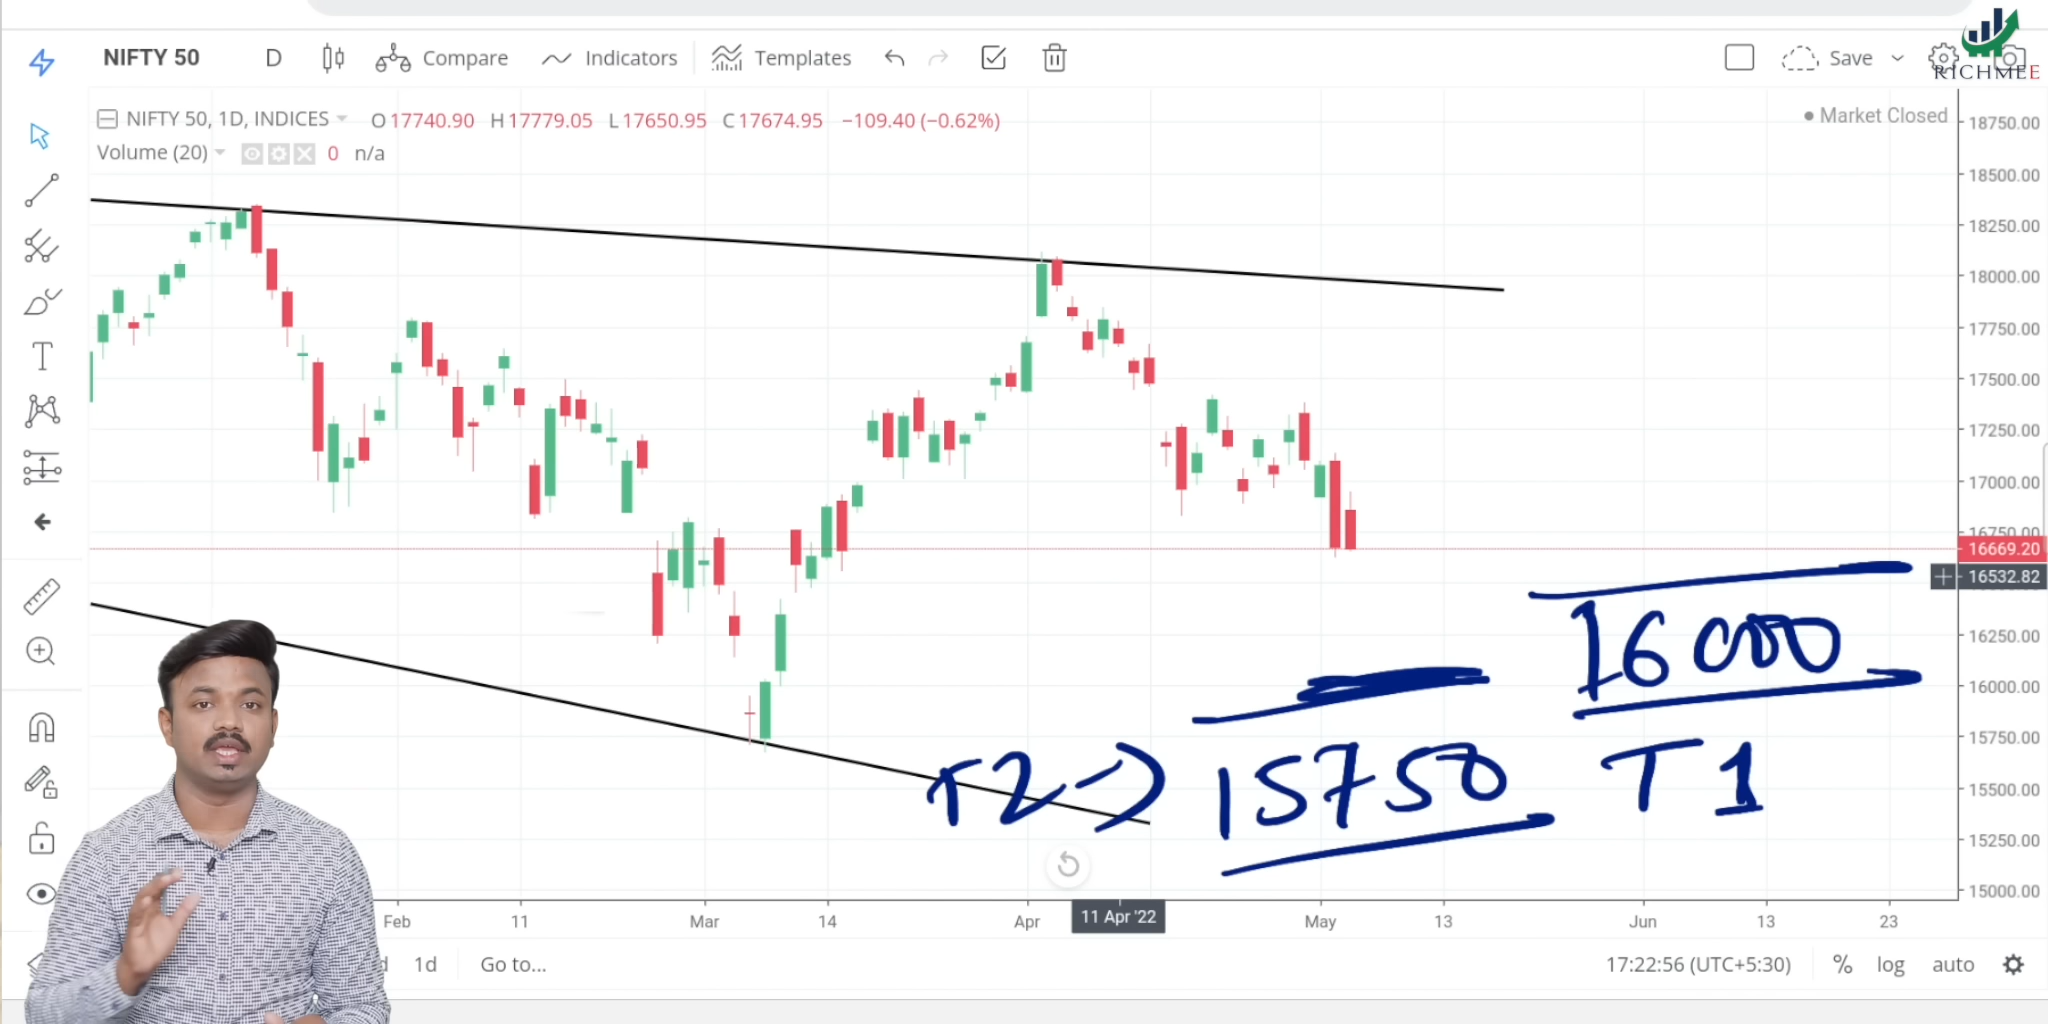 RICHMEE
NIFTY 50 D Compare Indicators Templates Save
NIFTY 50, 1D, INDICES O 17740.90 H 17779.05 L 17650.95 C 17674.95 −109.40 (−0.62%)
Market Closed
Volume (20) 0 n/a
18750.00
18500.00
18250.00
18000.00
17750.00
17500.00
17250.00
17000.00
16750.00
16669.20
16532.82
16250.00
16000.00
15750.00
15500.00
15250.00
15000.00
16000
T2 → 15750 T1
Feb 11 Mar 14 Apr 11 Apr '22 May 13 Jun 13 23
d 1d Go to... 17:22:56 (UTC+5:30) % log auto